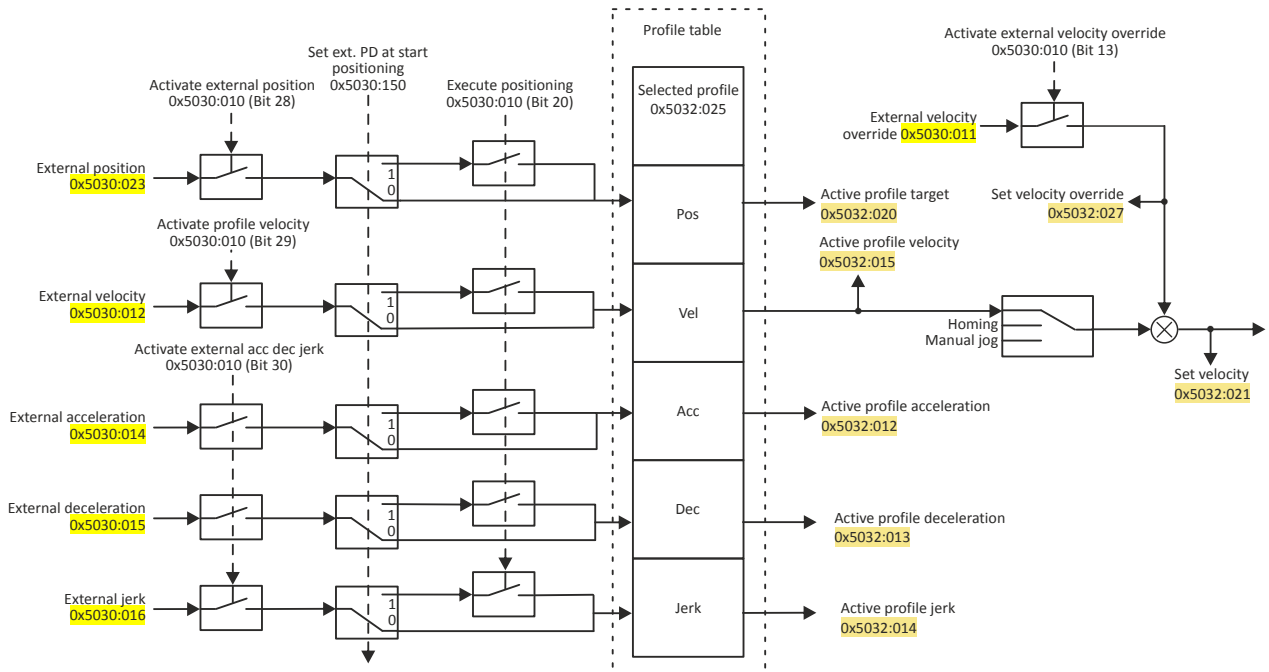 Profile table
Activate external velocity override
0x5030:010 (Bit 13)
Set ext. PD at start
positioning
0x5030:150
Activate external position
0x5030:010 (Bit 28)
Execute positioning
0x5030:010 (Bit 20)
Selected profile
0x5032:025
External velocity
override 0x5030:011
External position
0x5030:023
1
0
Pos
Active profile target
0x5032:020
Set velocity override
0x5032:027
Activate profile velocity
0x5030:010 (Bit 29)
Active profile velocity
0x5032:015
External velocity
0x5030:012
1
0
Vel
Homing
Manual jog
Activate external acc dec jerk
0x5030:010 (Bit 30)
Set velocity
0x5032:021
External acceleration
0x5030:014
1
0
Acc
Active profile acceleration
0x5032:012
External deceleration
0x5030:015
1
0
Dec
Active profile deceleration
0x5032:013
External jerk
0x5030:016
1
0
Jerk
Active profile jerk
0x5032:014